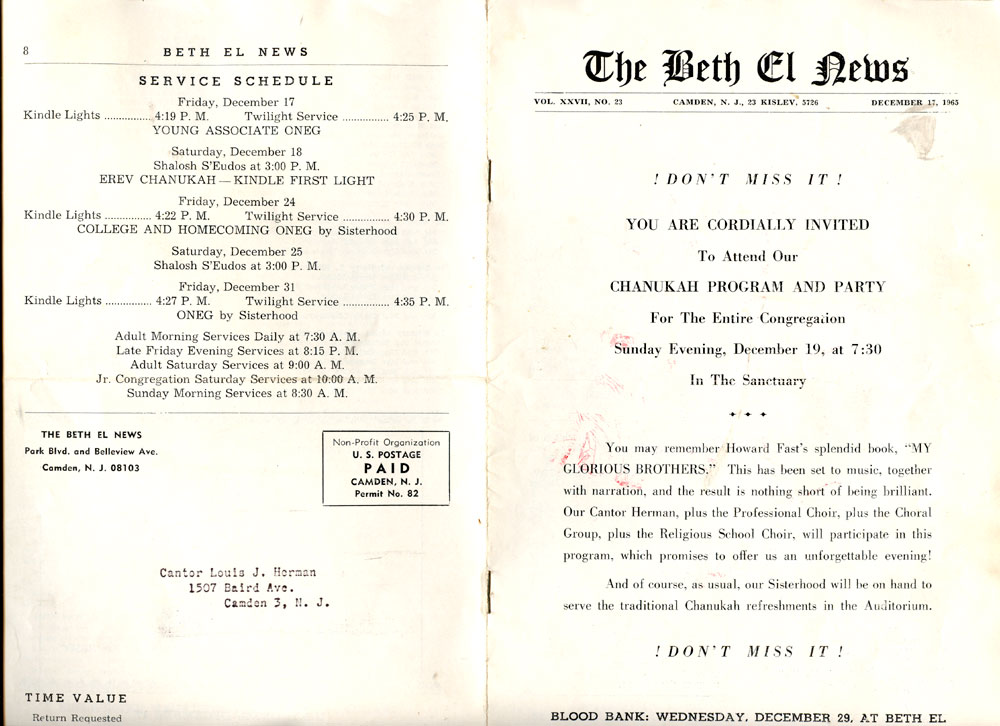 8
BETH EL NEWS
SERVICE SCHEDULE
Friday, December 17
Kindle Lights ................ 4:19 P. M. Twilight Service ................ 4:25 P. M.
YOUNG ASSOCIATE ONEG
Saturday, December 18
Shalosh S'Eudos at 3:00 P. M.
EREV CHANUKAH — KINDLE FIRST LIGHT
Friday, December 24
Kindle Lights ................ 4:22 P. M. Twilight Service ................ 4:30 P. M.
COLLEGE AND HOMECOMING ONEG by Sisterhood
Saturday, December 25
Shalosh S'Eudos at 3:00 P. M.
Friday, December 31
Kindle Lights ................ 4:27 P. M. Twilight Service ................ 4:35 P. M.
ONEG by Sisterhood
Adult Morning Services Daily at 7:30 A. M.
Late Friday Evening Services at 8:15 P. M.
Adult Saturday Services at 9:00 A. M.
Jr. Congregation Saturday Services at 10:00 A. M.
Sunday Morning Services at 8:30 A. M.
THE BETH EL NEWS
Park Blvd. and Belleview Ave.
Camden, N. J. 08103
Non-Profit Organization
U. S. POSTAGE
PAID
CAMDEN, N. J.
Permit No. 82
Cantor Louis J. Herman
1507 Baird Ave.
Camden 3, N. J.
TIME VALUE
Return Requested
The Beth El News
VOL. XXVII, NO. 23 CAMDEN, N. J., 23 KISLEV, 5726 DECEMBER 17, 1965
! DON'T MISS IT !
YOU ARE CORDIALLY INVITED
To Attend Our
CHANUKAH PROGRAM AND PARTY
For The Entire Congregation
Sunday Evening, December 19, at 7:30
In The Sanctuary
You may remember Howard Fast's splendid book, "MY
GLORIOUS BROTHERS." This has been set to music, together
with narration, and the result is nothing short of being brilliant.
Our Cantor Herman, plus the Professional Choir, plus the Choral
Group, plus the Religious School Choir, will participate in this
program, which promises to offer us an unforgettable evening!
And of course, as usual, our Sisterhood will be on hand to
serve the traditional Chanukah refreshments in the Auditorium.
! DON'T MISS IT !
BLOOD BANK: WEDNESDAY, DECEMBER 29, AT BETH EL